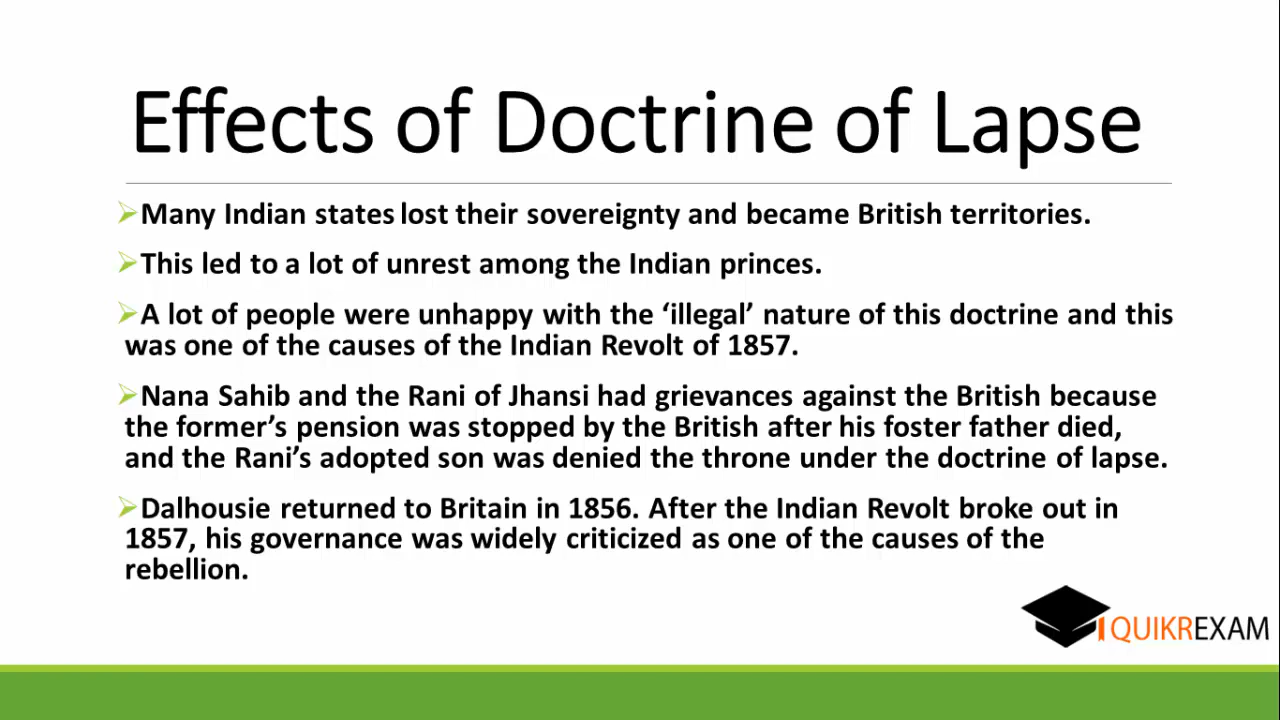 Effects of Doctrine of Lapse
➢Many Indian states lost their sovereignty and became British territories.
➢This led to a lot of unrest among the Indian princes.
➢A lot of people were unhappy with the ‘illegal’ nature of this doctrine and this
was one of the causes of the Indian Revolt of 1857.
➢Nana Sahib and the Rani of Jhansi had grievances against the British because
the former’s pension was stopped by the British after his foster father died,
and the Rani’s adopted son was denied the throne under the doctrine of lapse.
➢Dalhousie returned to Britain in 1856. After the Indian Revolt broke out in
1857, his governance was widely criticized as one of the causes of the
rebellion.
QUIKREXAM